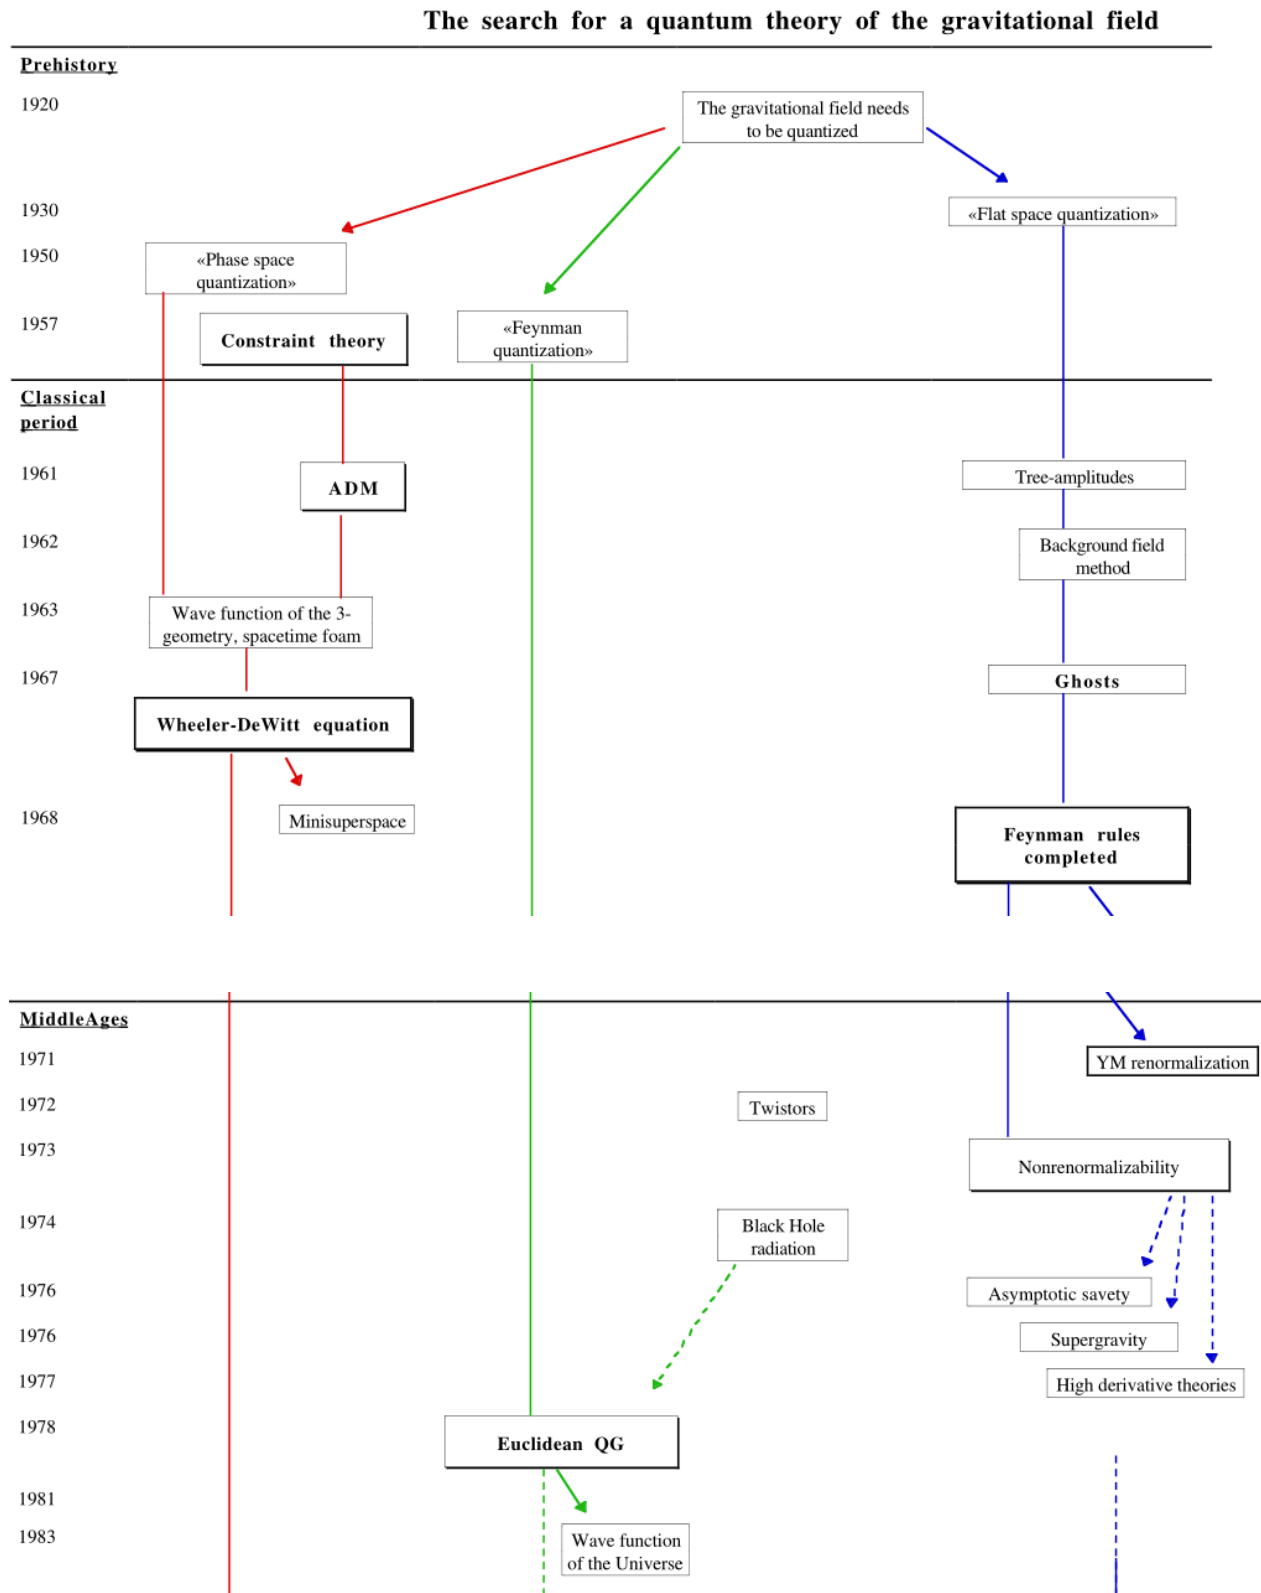 The search for a quantum theory of the gravitational field
Prehistory
1920
The gravitational field needs
to be quantized
1930
«Flat space quantization»
1950
«Phase space
quantization»
1957
Constraint theory
«Feynman
quantization»
Classical
period
1961
ADM
Tree-amplitudes
1962
Background field
method
1963
Wave function of the 3-
geometry, spacetime foam
1967
Ghosts
Wheeler-DeWitt equation
1968
Minisuperspace
Feynman rules
completed
MiddleAges
1971
YM renormalization
1972
Twistors
1973
Nonrenormalizability
1974
Black Hole
radiation
1976
Asymptotic savety
1976
Supergravity
1977
High derivative theories
1978
Euclidean QG
1981
1983
Wave function
of the Universe